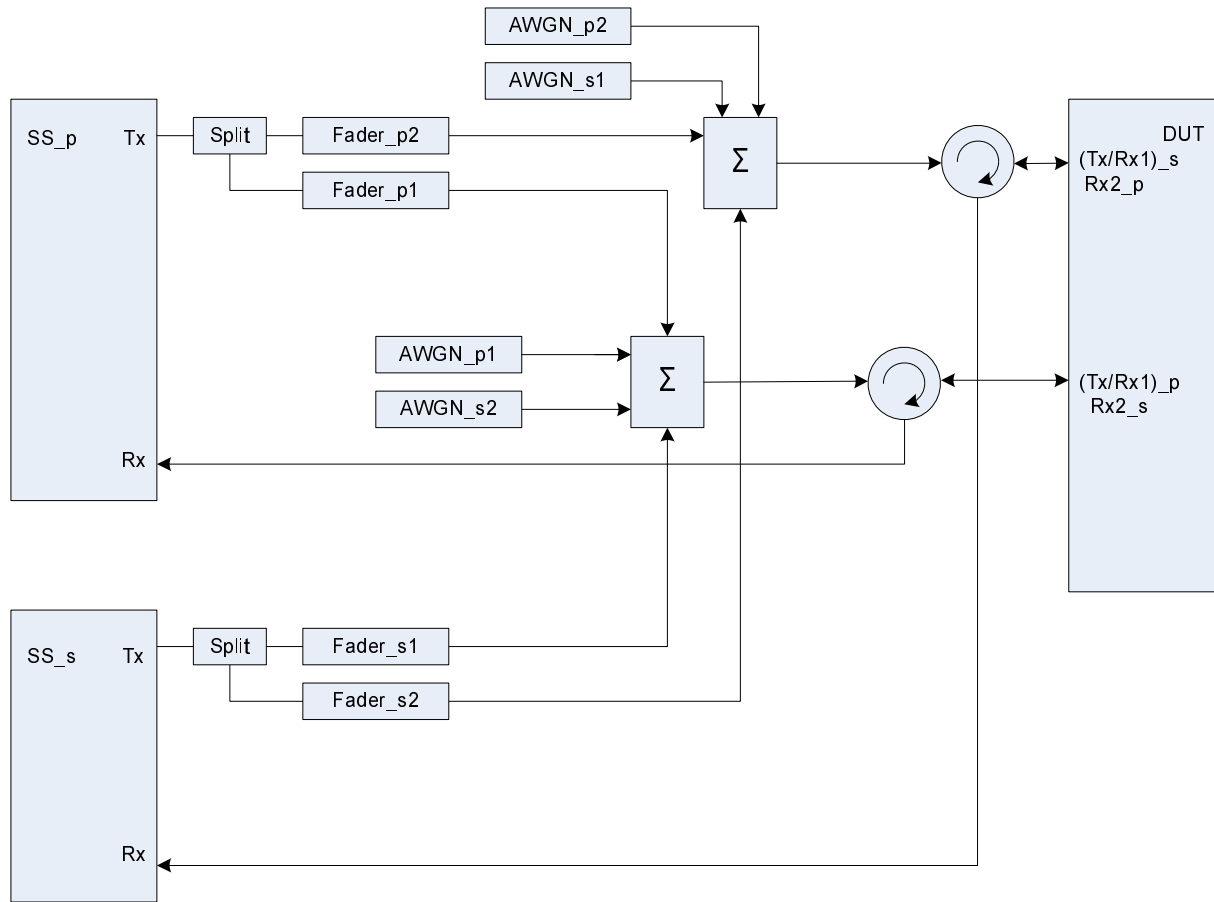 AWGN_p2
AWGN_s1
SS_p
Tx
Split
Fader_p2
Fader_p1
Σ
DUT
(Tx/Rx1)_s
Rx2_p
AWGN_p1
AWGN_s2
Σ
(Tx/Rx1)_p
Rx2_s
Rx
SS_s
Tx
Split
Fader_s1
Fader_s2
Rx